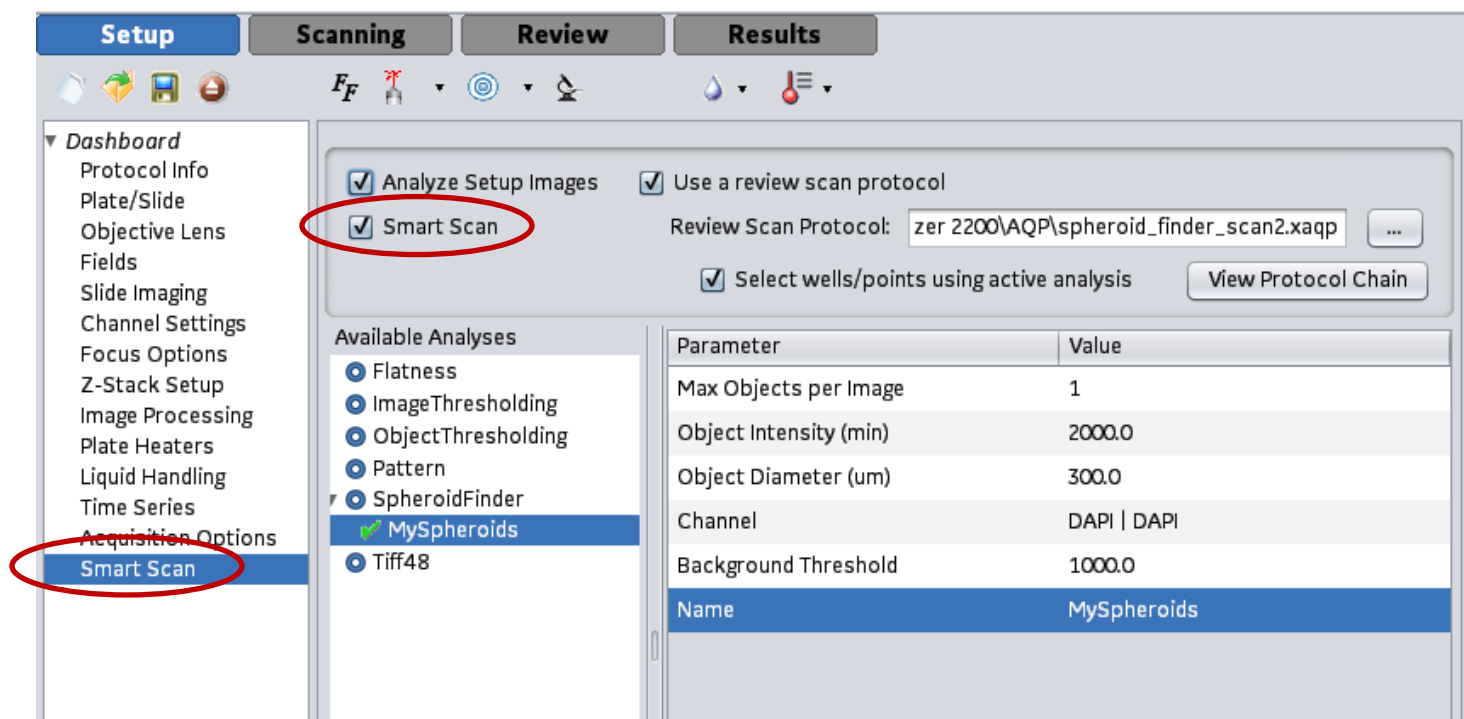 Setup
Scanning
Review
Results
FF
Dashboard
Protocol Info
Plate/Slide
Objective Lens
Fields
Slide Imaging
Channel Settings
Focus Options
Z-Stack Setup
Image Processing
Plate Heaters
Liquid Handling
Time Series
Acquisition Options
Smart Scan
Analyze Setup Images
Use a review scan protocol
Smart Scan
Review Scan Protocol: zer 2200\AQP\spheroid_finder_scan2.xaqp ...
Select wells/points using active analysis
View Protocol Chain
Available Analyses
Flatness
ImageThresholding
ObjectThresholding
Pattern
SpheroidFinder
MySpheroids
Tiff48
Parameter Value
Max Objects per Image 1
Object Intensity (min) 2000.0
Object Diameter (um) 300.0
Channel DAPI | DAPI
Background Threshold 1000.0
Name MySpheroids